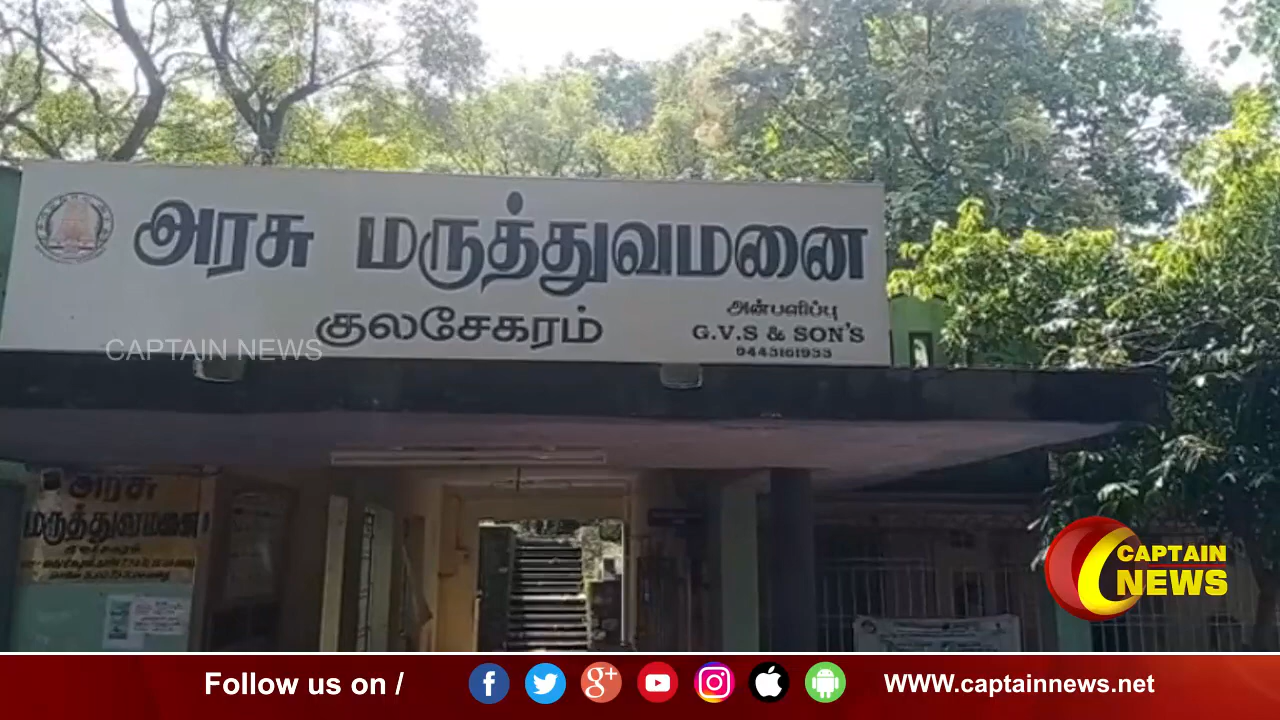 அரசு மருத்துவமனை
குலசேகரம்
அன்பளிப்பு
G.V.S & SON'S
9443161933
CAPTAIN NEWS
அரசு
மருத்துவமனை
CAPTAIN
NEWS
Follow us on /
WWW.captainnews.net